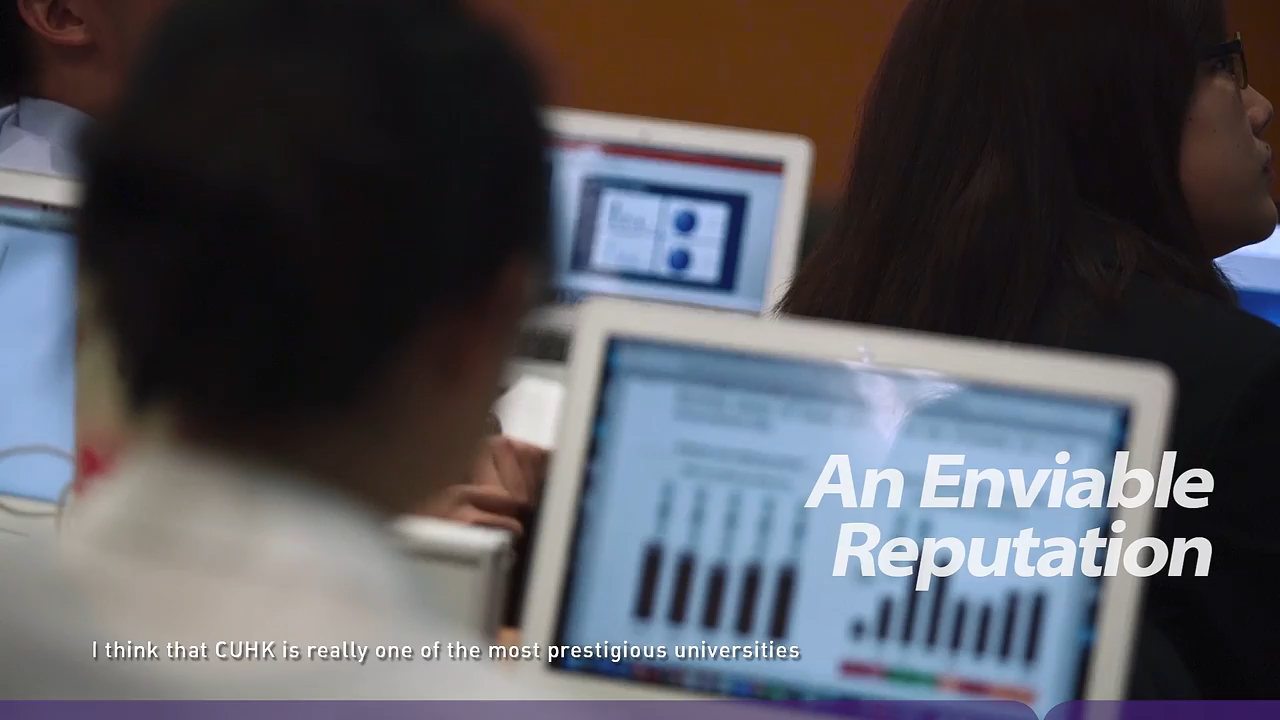 An Enviable
Reputation
I think that CUHK is really one of the most prestigious universities